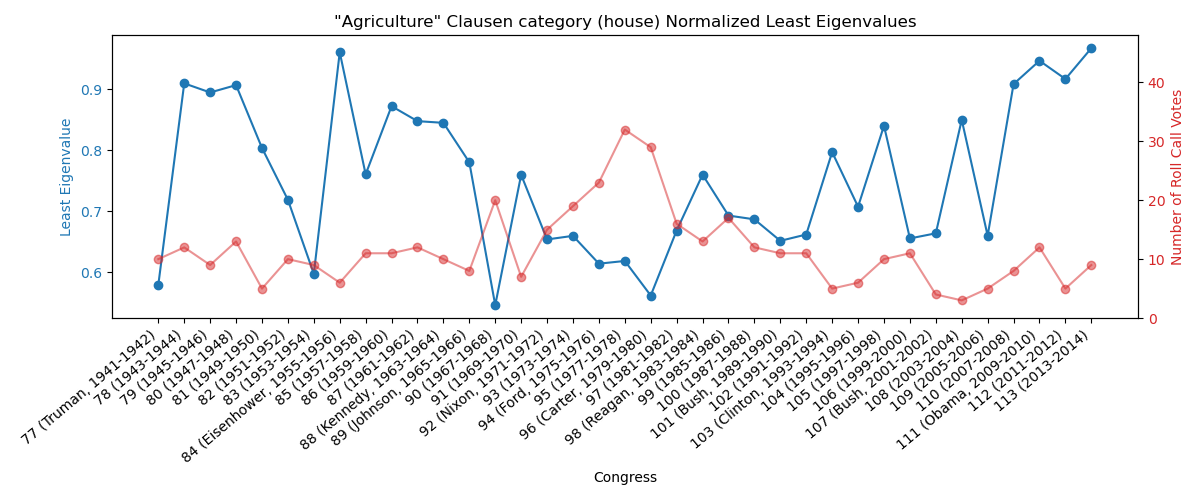 "Agriculture" Clausen category (house) Normalized Least Eigenvalues
Least Eigenvalue
0.9
0.8
0.7
0.6
40
30
20
10
0
Number of Roll Call Votes
77 (Truman, 1941-1942)
78 (1943-1944)
79 (1945-1946)
80 (1947-1948)
81 (1949-1950)
82 (1951-1952)
83 (1953-1954)
84 (Eisenhower, 1955-1956)
85 (1957-1958)
86 (1959-1960)
87 (1961-1962)
88 (Kennedy, 1963-1964)
89 (Johnson, 1965-1966)
90 (1967-1968)
91 (1969-1970)
92 (Nixon, 1971-1972)
93 (1973-1974)
94 (Ford, 1975-1976)
95 (1977-1978)
96 (Carter, 1979-1980)
97 (1981-1982)
98 (Reagan, 1983-1984)
99 (1985-1986)
100 (1987-1988)
101 (Bush, 1989-1990)
102 (1991-1992)
103 (Clinton, 1993-1994)
104 (1995-1996)
105 (1997-1998)
106 (1999-2000)
107 (Bush, 2001-2002)
108 (2003-2004)
109 (2005-2006)
110 (2007-2008)
111 (Obama, 2009-2010)
112 (2011-2012)
113 (2013-2014)
Congress